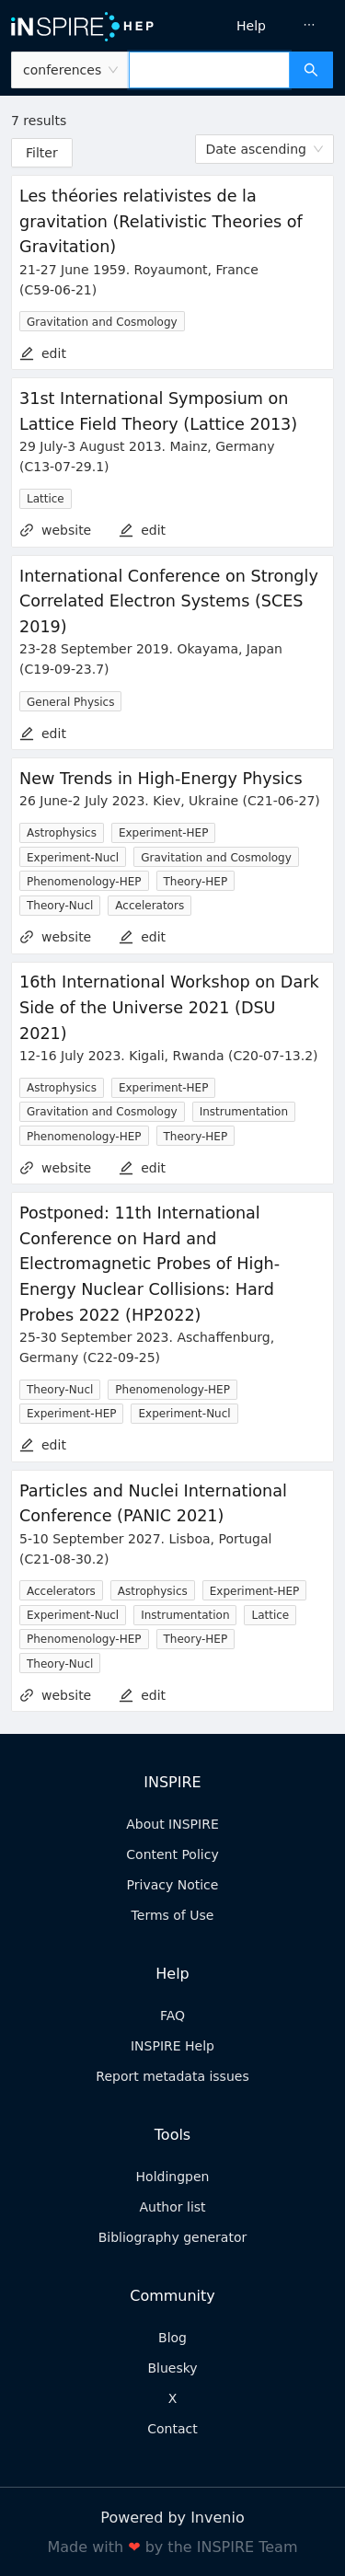 INSPIRE HEP
Help
...
conferences
7 results
Filter
Date ascending
Les théories relativistes de la
gravitation (Relativistic Theories of
Gravitation)
21-27 June 1959. Royaumont, France
(C59-06-21)
Gravitation and Cosmology
edit
31st International Symposium on
Lattice Field Theory (Lattice 2013)
29 July-3 August 2013. Mainz, Germany
(C13-07-29.1)
Lattice
website edit
International Conference on Strongly
Correlated Electron Systems (SCES
2019)
23-28 September 2019. Okayama, Japan
(C19-09-23.7)
General Physics
edit
New Trends in High-Energy Physics
26 June-2 July 2023. Kiev, Ukraine (C21-06-27)
Astrophysics Experiment-HEP
Experiment-Nucl Gravitation and Cosmology
Phenomenology-HEP Theory-HEP
Theory-Nucl Accelerators
website edit
16th International Workshop on Dark
Side of the Universe 2021 (DSU
2021)
12-16 July 2023. Kigali, Rwanda (C20-07-13.2)
Astrophysics Experiment-HEP
Gravitation and Cosmology Instrumentation
Phenomenology-HEP Theory-HEP
website edit
Postponed: 11th International
Conference on Hard and
Electromagnetic Probes of High-
Energy Nuclear Collisions: Hard
Probes 2022 (HP2022)
25-30 September 2023. Aschaffenburg,
Germany (C22-09-25)
Theory-Nucl Phenomenology-HEP
Experiment-HEP Experiment-Nucl
edit
Particles and Nuclei International
Conference (PANIC 2021)
5-10 September 2027. Lisboa, Portugal
(C21-08-30.2)
Accelerators Astrophysics Experiment-HEP
Experiment-Nucl Instrumentation Lattice
Phenomenology-HEP Theory-HEP
Theory-Nucl
website edit
INSPIRE
About INSPIRE
Content Policy
Privacy Notice
Terms of Use
Help
FAQ
INSPIRE Help
Report metadata issues
Tools
Holdingpen
Author list
Bibliography generator
Community
Blog
Bluesky
X
Contact
Powered by Invenio
Made with ❤ by the INSPIRE Team